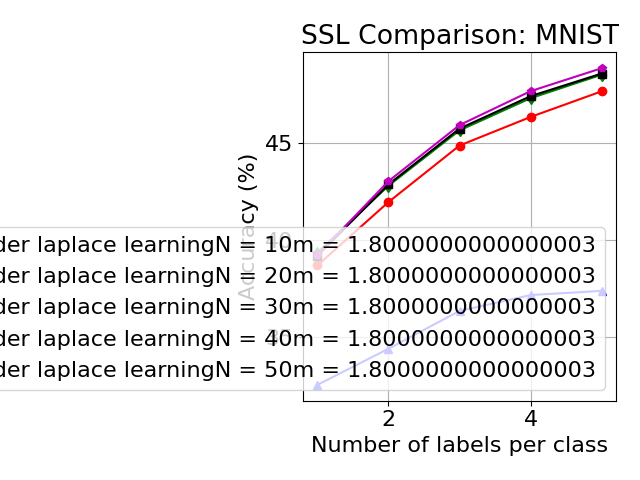 SSL Comparison: MNIST
45
Accuracy (%)
der laplace learningN = 10m = 1.8000000000000003
der laplace learningN = 20m = 1.8000000000000003
der laplace learningN = 30m = 1.8000000000000003
der laplace learningN = 40m = 1.8000000000000003
der laplace learningN = 50m = 1.8000000000000003
2 4
Number of labels per class